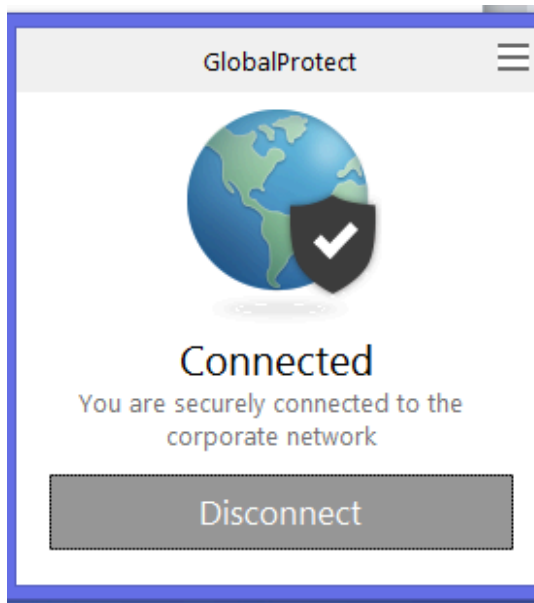 GlobalProtect
Connected
You are securely connected to the
corporate network
Disconnect